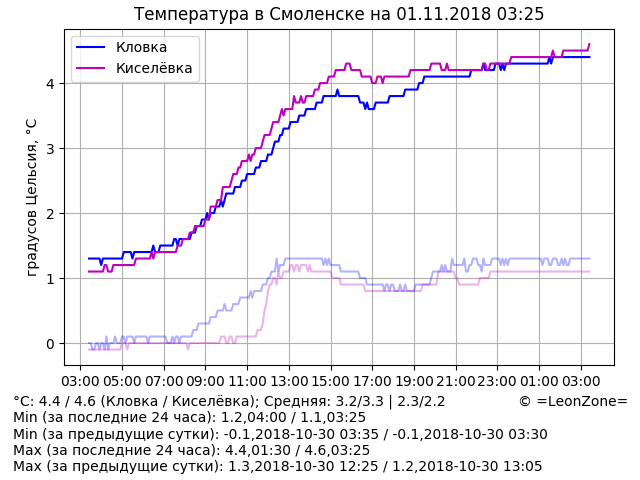 Температура в Смоленске на 01.11.2018 03:25
Кловка
Киселёвка
градусов Цельсия, °C
4
3
2
1
0
03:00 05:00 07:00 09:00 11:00 13:00 15:00 17:00 19:00 21:00 23:00 01:00 03:00
°C: 4.4 / 4.6 (Кловка / Киселёвка); Средняя: 3.2/3.3 | 2.3/2.2 © =LeonZone=
Min (за последние 24 часа): 1.2,04:00 / 1.1,03:25
Min (за предыдущие сутки): -0.1,2018-10-30 03:35 / -0.1,2018-10-30 03:30
Max (за последние 24 часа): 4.4,01:30 / 4.6,03:25
Max (за предыдущие сутки): 1.3,2018-10-30 12:25 / 1.2,2018-10-30 13:05